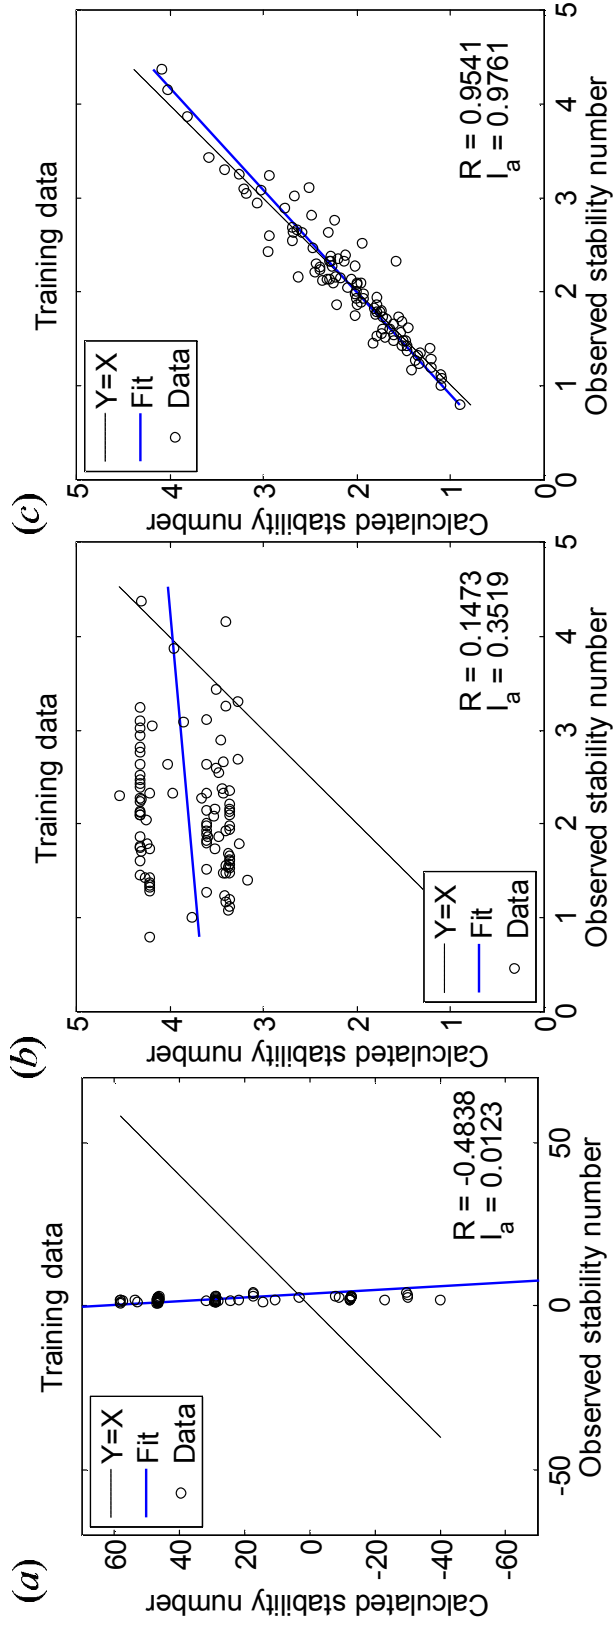 (a)
Training data
Y=X
Fit
Data
60
40
20
0
-20
-40
-60
Calculated stability number
-50
0
50
Observed stability number
R = -0.4838
Ia = 0.0123
(b)
Training data
Y=X
Fit
Data
5
4
3
2
1
0
Calculated stability number
0
1
2
3
4
5
Observed stability number
R = 0.1473
Ia = 0.3519
(c)
Training data
Y=X
Fit
Data
5
4
3
2
1
0
Calculated stability number
0
1
2
3
4
5
Observed stability number
R = 0.9541
Ia = 0.9761